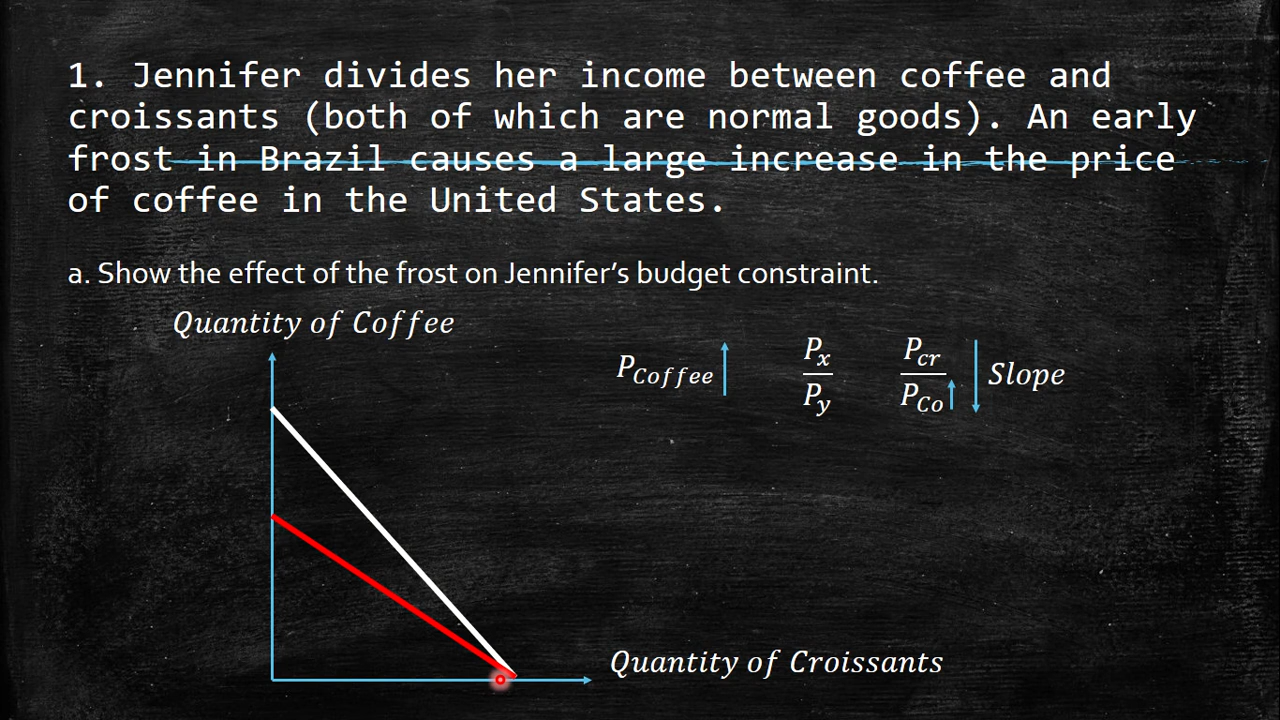 1. Jennifer divides her income between coffee and
croissants (both of which are normal goods). An early
frost in Brazil causes a large increase in the price
of coffee in the United States.
a. Show the effect of the frost on Jennifer’s budget constraint.
Quantity of Coffee
P_Coffee
P_x
P_y
P_cr
P_Co
Slope
Quantity of Croissants